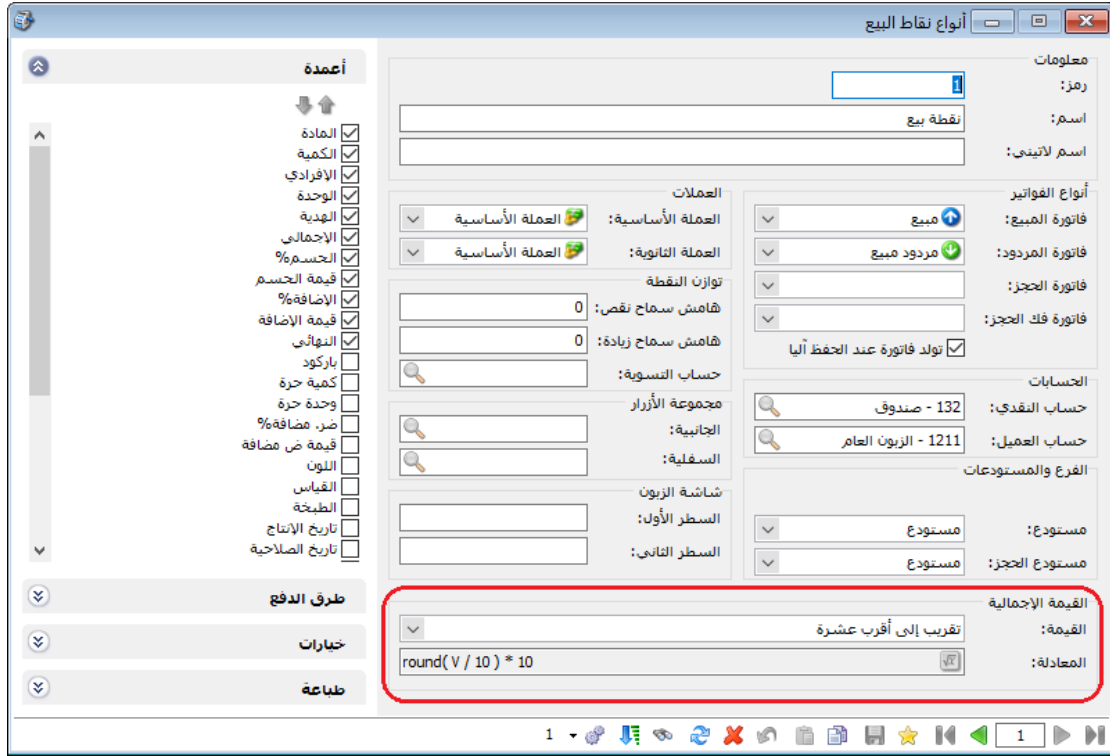 أنواع نقاط البيع
معلومات
رمز: 1
اسم: نقطة بيع
اسم لاتيني:
أنواع الفواتير
فاتورة المبيع: مبيع
فاتورة المردود: مردود مبيع
فاتورة الحجز:
فاتورة فك الحجز:
تولد فاتورة عند الحفظ آليا
الحسابات
حساب النقدي: 132 - صندوق
حساب العميل: 1211 - الزبون العام
الفرع والمستودعات
مستودع: مستودع
مستودع الحجز: مستودع
العملات
العملة الأساسية: العملة الأساسية
العملة الثانوية: العملة الأساسية
توازن النقطة
هامش سماح نقص: 0
هامش سماح زيادة: 0
حساب التسوية:
مجموعة الأزرار
الجانبية:
السفلية:
شاشة الزبون
السطر الأول:
السطر الثاني:
القيمة الإجمالية
القيمة: تقريب إلى أقرب عشرة
المعادلة: round( V / 10 ) * 10
أعمدة
المادة
الكمية
الإفرادي
الوحدة
الهدية
الإجمالي
الحسم%
قيمة الحسم
الإضافة%
قيمة الإضافة
النهائي
باركود
كمية حرة
وحدة حرة
ضر. مضافة%
قيمة ض مضافة
اللون
القياس
الطبخة
تاريخ الإنتاج
تاريخ الصلاحية
طرق الدفع
خيارات
طباعة
1
1